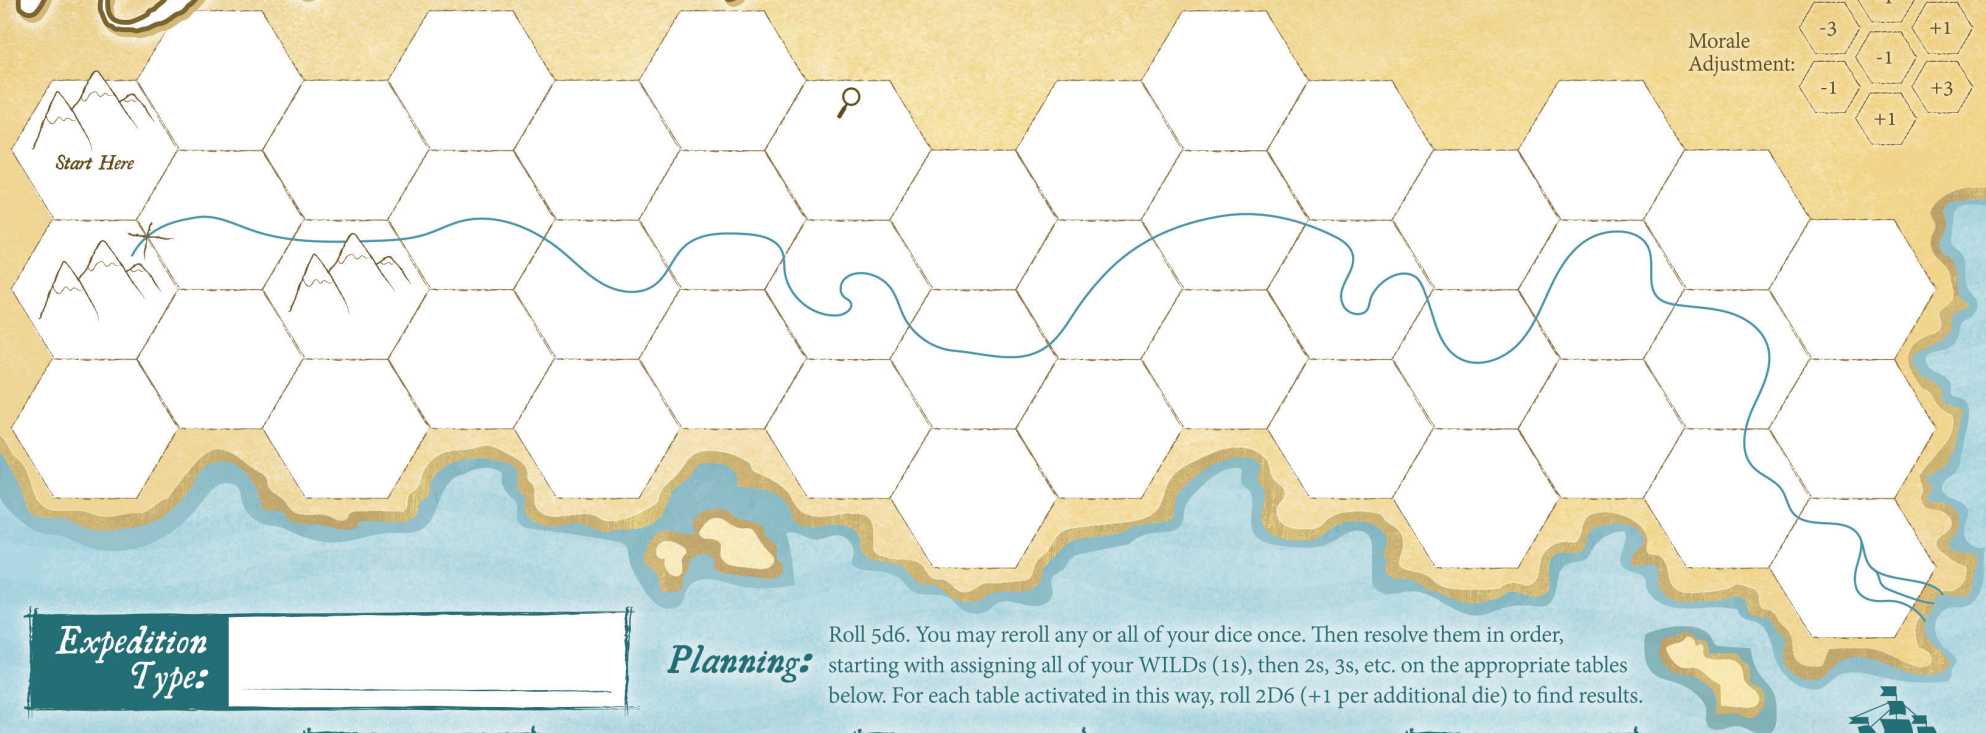 Morale
Adjustment:
-3
+1
-1
-1
+3
+1
Start Here
Expedition
Type:
Planning:
Roll 5d6. You may reroll any or all of your dice once. Then resolve them in order,
starting with assigning all of your WILDs (1s), then 2s, 3s, etc. on the appropriate tables
below. For each table activated in this way, roll 2D6 (+1 per additional die) to find results.